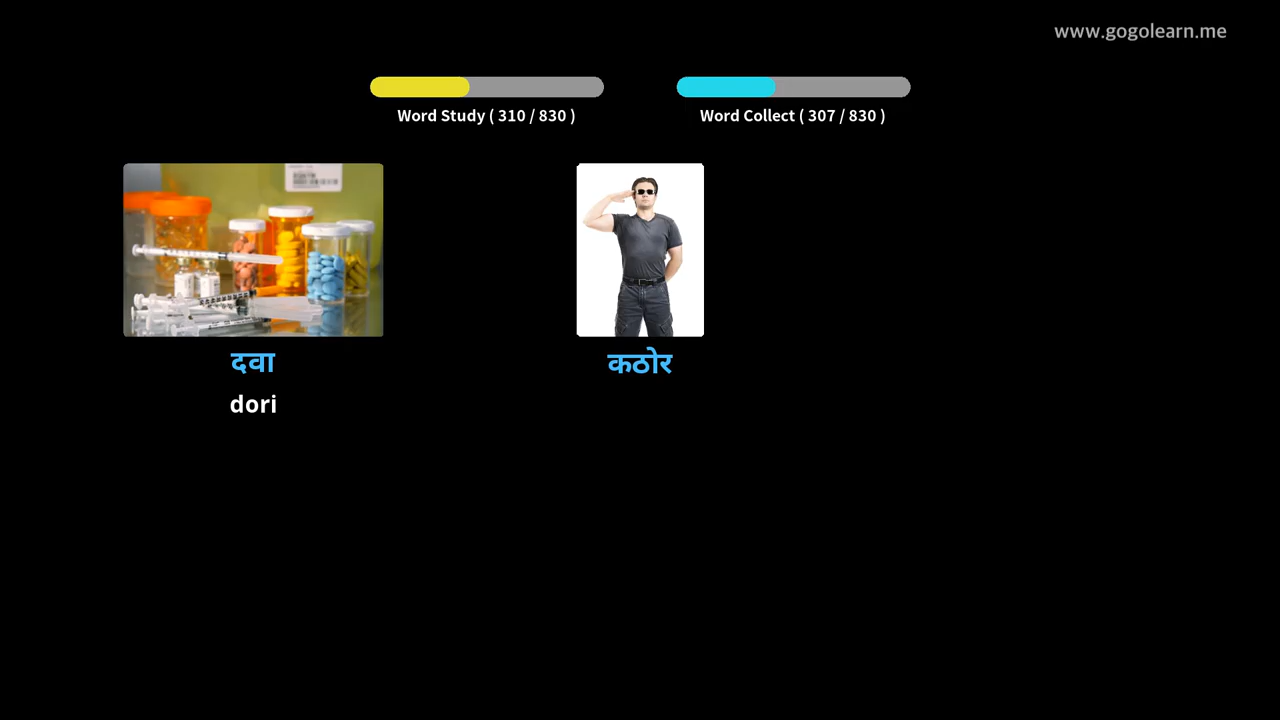 www.gogolearn.me
Word Study ( 310 / 830 )
Word Collect ( 307 / 830 )
दवा
कठोर
dori